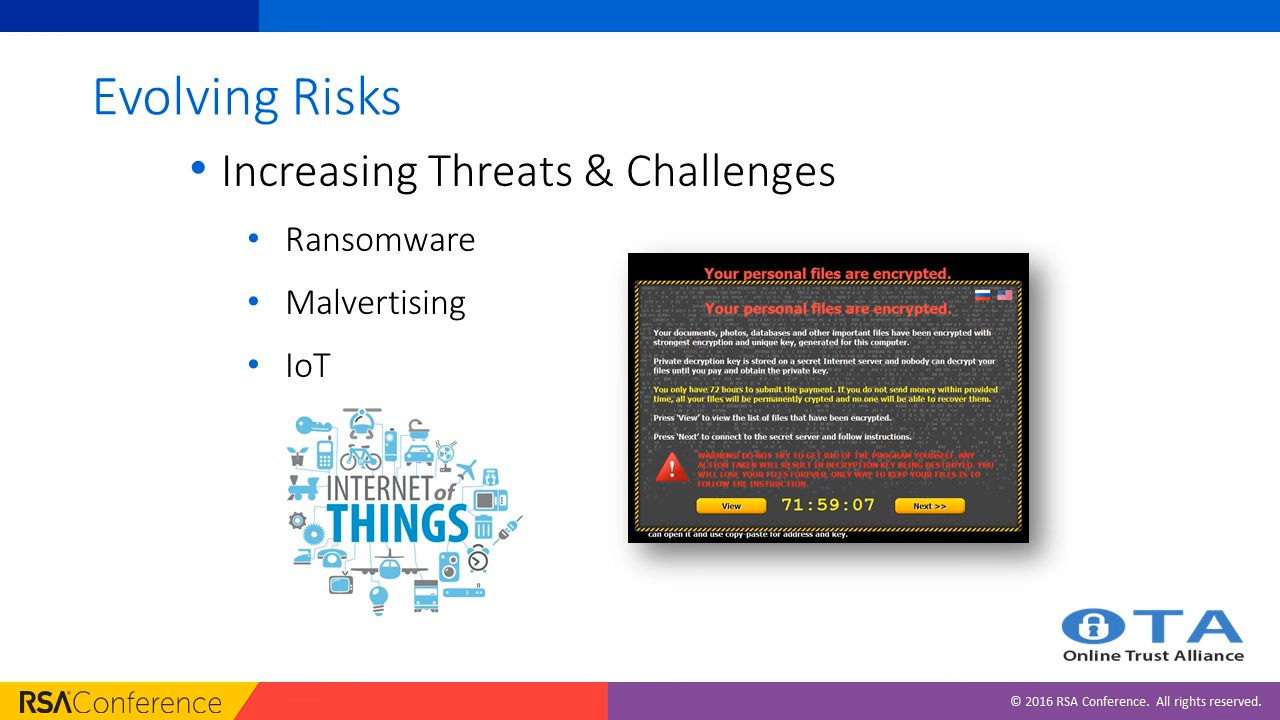 Evolving Risks
• Increasing Threats & Challenges
• Ransomware
• Malvertising
• IoT
INTERNET of
THINGS
Your personal files are encrypted.
Your personal files are encrypted.
Your documents, photos, databases and other important files have been encrypted with
strongest encryption and unique key, generated for this computer.
Private decryption key is stored on a secret Internet server and nobody can decrypt your
files until you pay and obtain the private key.
You only have 72 hours to submit the payment. If you do not send money within provided
time, all your files will be permanently crypted and no one will be able to recover them.
Press 'View' to view the list of files that have been encrypted.
Press 'Next' to connect to the secret server and follow instructions.
WARNING! DO NOT TRY TO GET RID OF THE PROGRAM YOURSELF. ANY
ACTION TAKEN WILL RESULT IN DECRYPTION KEY BEING DESTROYED. YOU
WILL LOSE YOUR FILES FOREVER. ONLY WAY TO KEEP YOUR FILES IS TO
FOLLOW THE INSTRUCTION.
View
71:59:07
Next >>
can open it and use copy-paste for address and key.
OTA
Online Trust Alliance
RSAConference
© 2016 RSA Conference. All rights reserved.